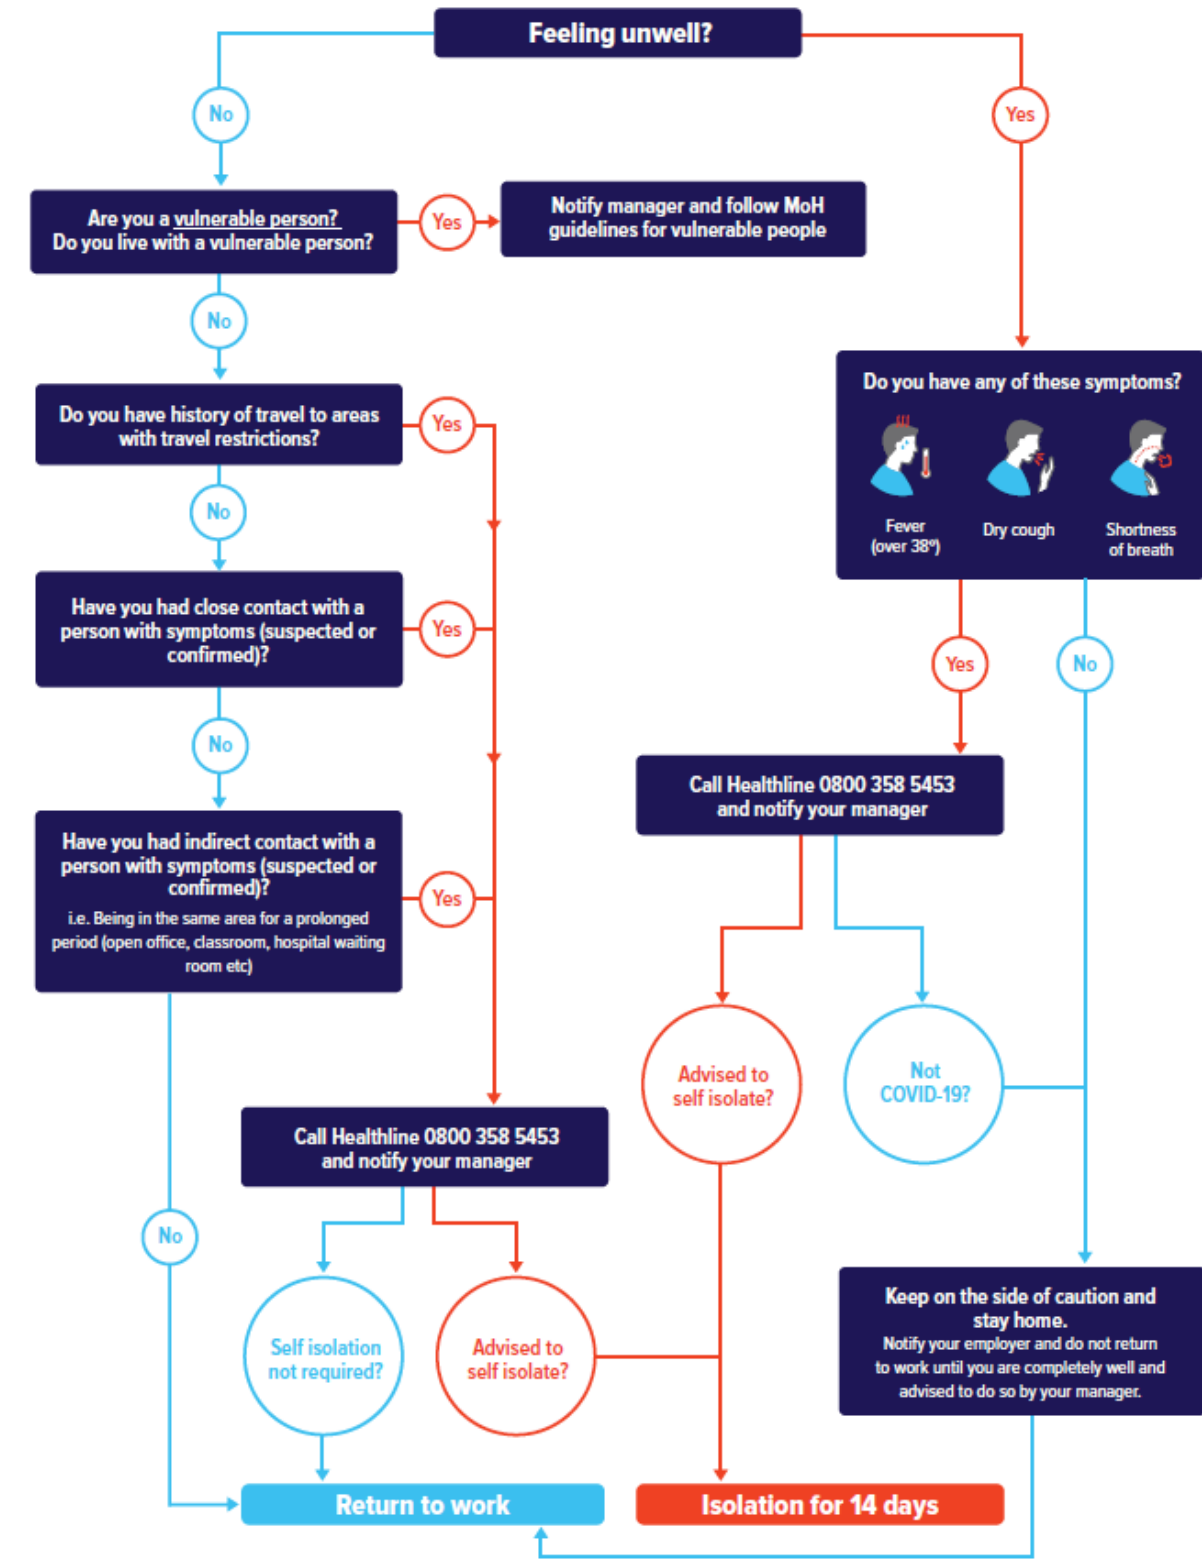 Feeling unwell?
No
Yes
Are you a vulnerable person?
Do you live with a vulnerable person?
Yes
Notify manager and follow MoH
guidelines for vulnerable people
No
Do you have history of travel to areas
with travel restrictions?
Yes
No
Have you had close contact with a
person with symptoms (suspected or
confirmed)?
Yes
No
Have you had indirect contact with a
person with symptoms (suspected or
confirmed)?
i.e. Being in the same area for a prolonged
period (open office, classroom, hospital waiting
room etc)
Yes
No
Call Healthline 0800 358 5453
and notify your manager
Self isolation
not required?
Advised to
self isolate?
Do you have any of these symptoms?
Fever
(over 38º)
Dry cough
Shortness
of breath
Yes
No
Call Healthline 0800 358 5453
and notify your manager
Advised to
self isolate?
Not
COVID-19?
Keep on the side of caution and
stay home.
Notify your employer and do not return
to work until you are completely well and
advised to do so by your manager.
Return to work
Isolation for 14 days